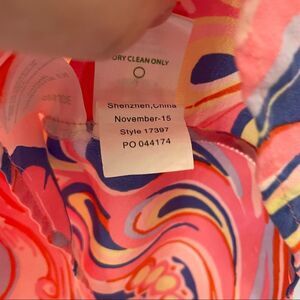 DRY CLEAN ONLY
Shenzhen,China
November-15
Style 17397
PO 044174